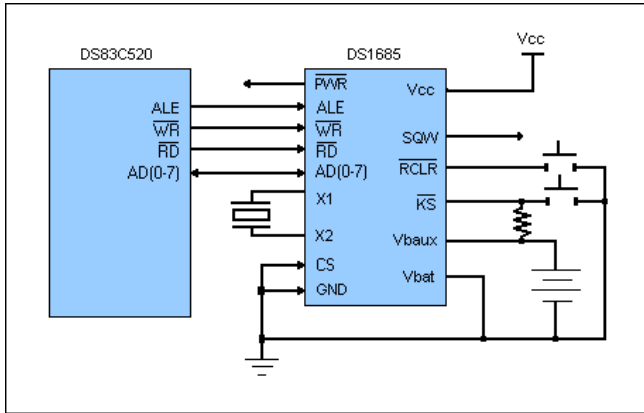 DS83C520
ALE
WR
RD
AD(0-7)
DS1685
PWR
ALE
WR
RD
AD(0-7)
X1
X2
CS
GND
Vcc
SQW
RCLR
KS
Vbaux
Vbat
Vcc